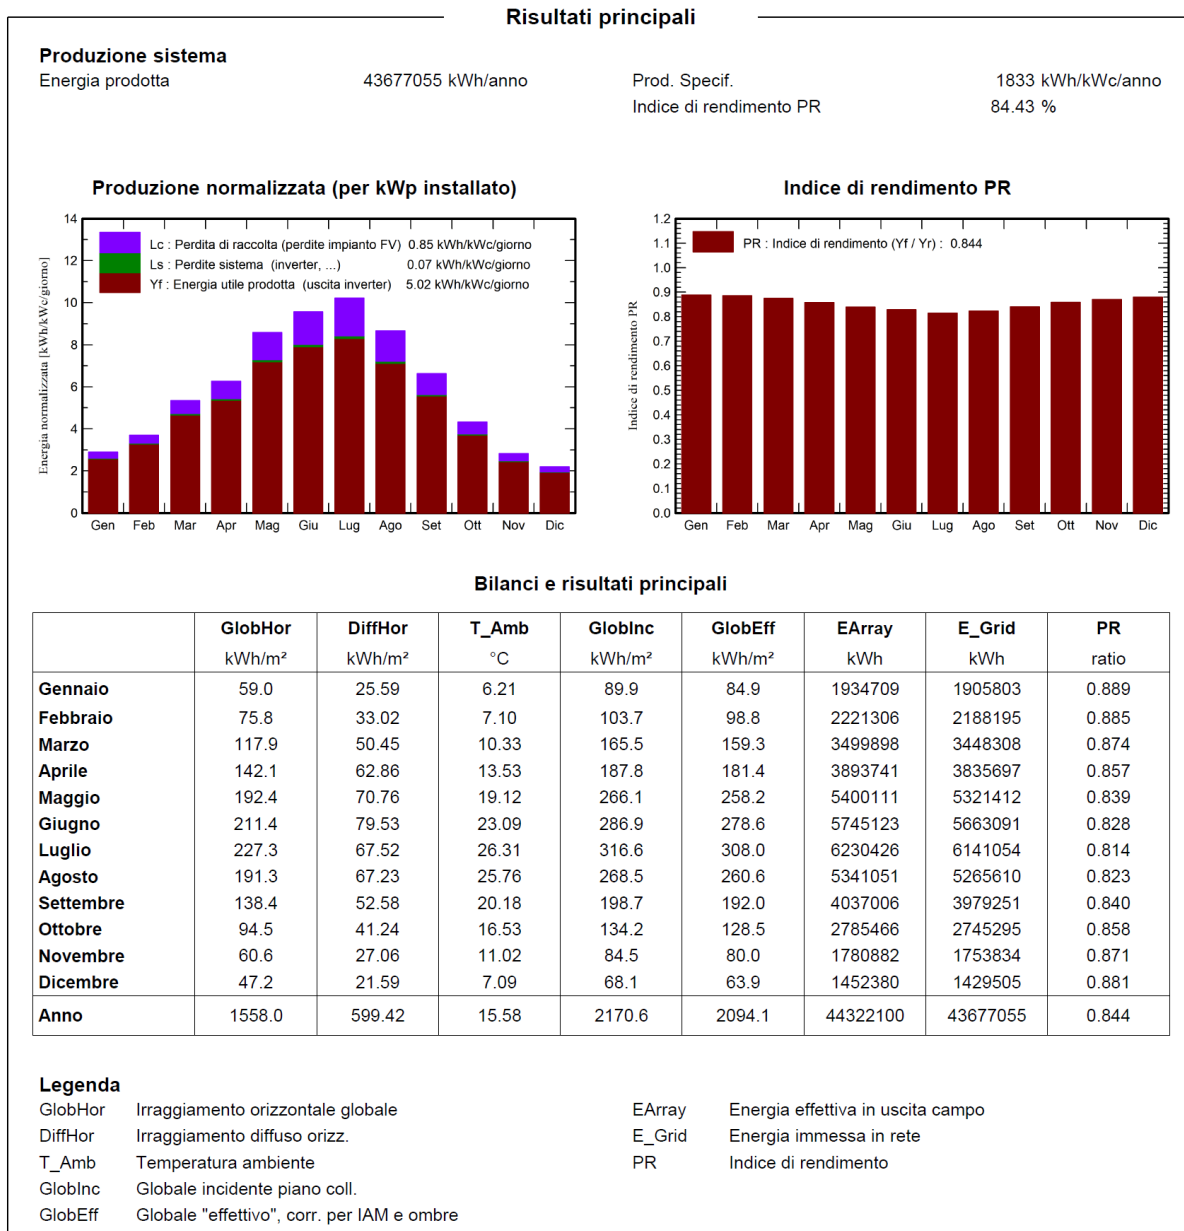 Risultati principali
Produzione sistema
Energia prodotta 43677055 kWh/anno Prod. Specif. 1833 kWh/kWc/anno
Indice di rendimento PR 84.43 %
Produzione normalizzata (per kWp installato)
Lc : Perdita di raccolta (perdite impianto FV) 0.85 kWh/kWc/giorno
Ls : Perdite sistema (inverter, ...) 0.07 kWh/kWc/giorno
Yf : Energia utile prodotta (uscita inverter) 5.02 kWh/kWc/giorno
Energia normalizzata [kWh/kWc/giorno]
14
12
10
8
6
4
2
0
Gen Feb Mar Apr Mag Giu Lug Ago Set Ott Nov Dic
Indice di rendimento PR
PR : Indice di rendimento (Yf / Yr) : 0.844
Indice di rendimento PR
1.2
1.1
1.0
0.9
0.8
0.7
0.6
0.5
0.4
0.3
0.2
0.1
0.0
Gen Feb Mar Apr Mag Giu Lug Ago Set Ott Nov Dic
Bilanci e risultati principali
GlobHor DiffHor T_Amb GlobInc GlobEff EArray E_Grid PR
kWh/m² kWh/m² °C kWh/m² kWh/m² kWh kWh ratio
Gennaio 59.0 25.59 6.21 89.9 84.9 1934709 1905803 0.889
Febbraio 75.8 33.02 7.10 103.7 98.8 2221306 2188195 0.885
Marzo 117.9 50.45 10.33 165.5 159.3 3499898 3448308 0.874
Aprile 142.1 62.86 13.53 187.8 181.4 3893741 3835697 0.857
Maggio 192.4 70.76 19.12 266.1 258.2 5400111 5321412 0.839
Giugno 211.4 79.53 23.09 286.9 278.6 5745123 5663091 0.828
Luglio 227.3 67.52 26.31 316.6 308.0 6230426 6141054 0.814
Agosto 191.3 67.23 25.76 268.5 260.6 5341051 5265610 0.823
Settembre 138.4 52.58 20.18 198.7 192.0 4037006 3979251 0.840
Ottobre 94.5 41.24 16.53 134.2 128.5 2785466 2745295 0.858
Novembre 60.6 27.06 11.02 84.5 80.0 1780882 1753834 0.871
Dicembre 47.2 21.59 7.09 68.1 63.9 1452380 1429505 0.881
Anno 1558.0 599.42 15.58 2170.6 2094.1 44322100 43677055 0.844
Legenda
GlobHor Irraggiamento orizzontale globale
DiffHor Irraggiamento diffuso orizz.
T_Amb Temperatura ambiente
GlobInc Globale incidente piano coll.
GlobEff Globale "effettivo", corr. per IAM e ombre
EArray Energia effettiva in uscita campo
E_Grid Energia immessa in rete
PR Indice di rendimento